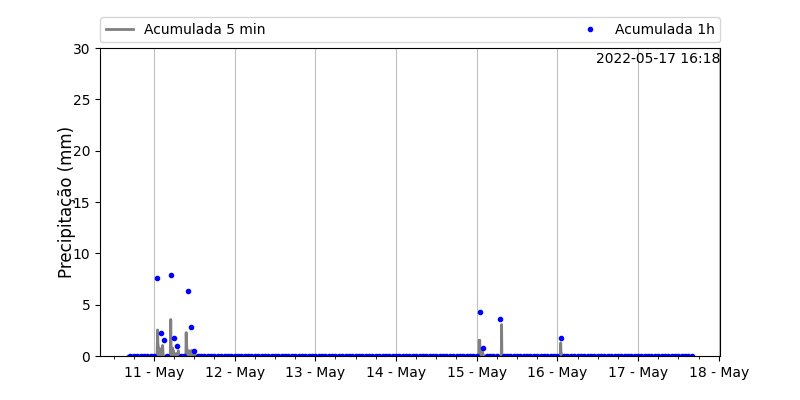 Acumulada 5 min
Acumulada 1h
2022-05-17 16:18
Precipitação (mm)
30
25
20
15
10
5
0
11 - May
12 - May
13 - May
14 - May
15 - May
16 - May
17 - May
18 - May